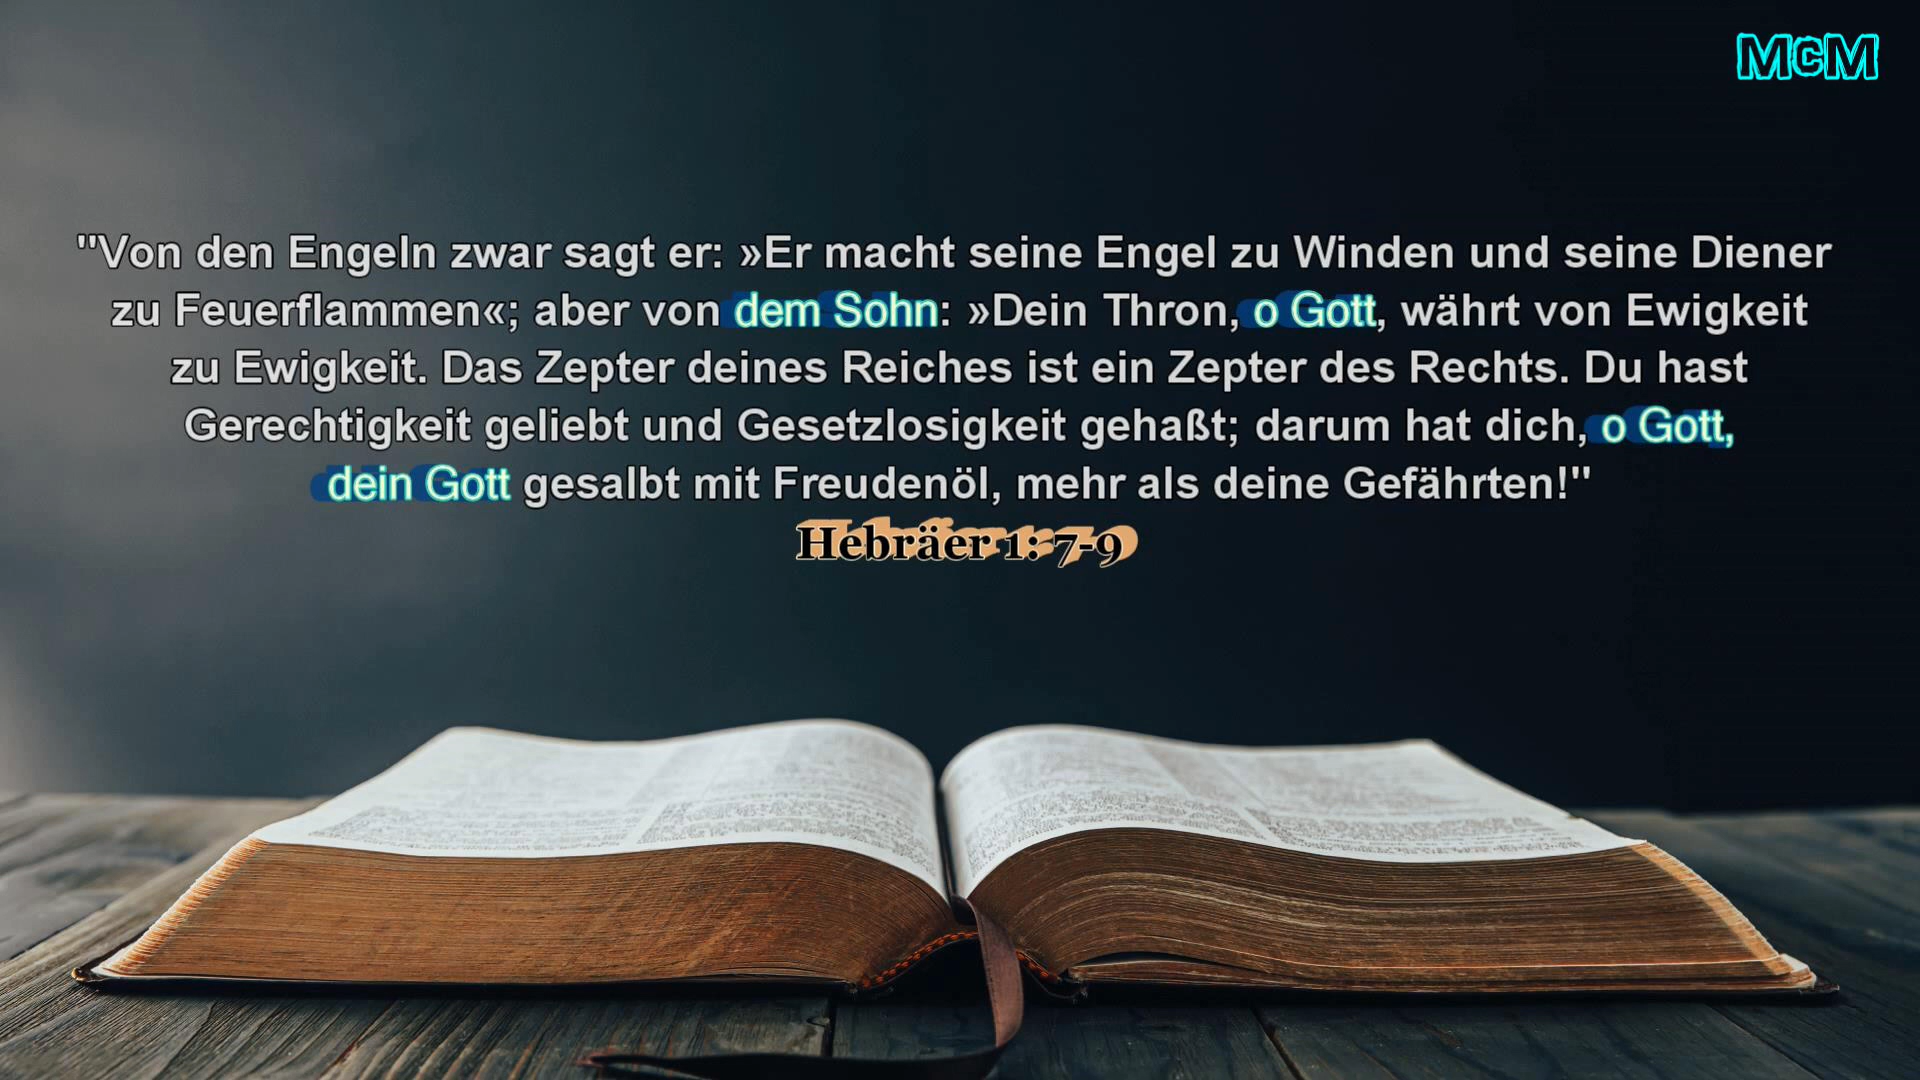 McM
"Von den Engeln zwar sagt er: »Er macht seine Engel zu Winden und seine Diener
zu Feuerflammen«; aber von dem Sohn: »Dein Thron, o Gott, währt von Ewigkeit
zu Ewigkeit. Das Zepter deines Reiches ist ein Zepter des Rechts. Du hast
Gerechtigkeit geliebt und Gesetzlosigkeit gehaßt; darum hat dich, o Gott,
dein Gott gesalbt mit Freudenöl, mehr als deine Gefährten!"
Hebräer 1: 7-9